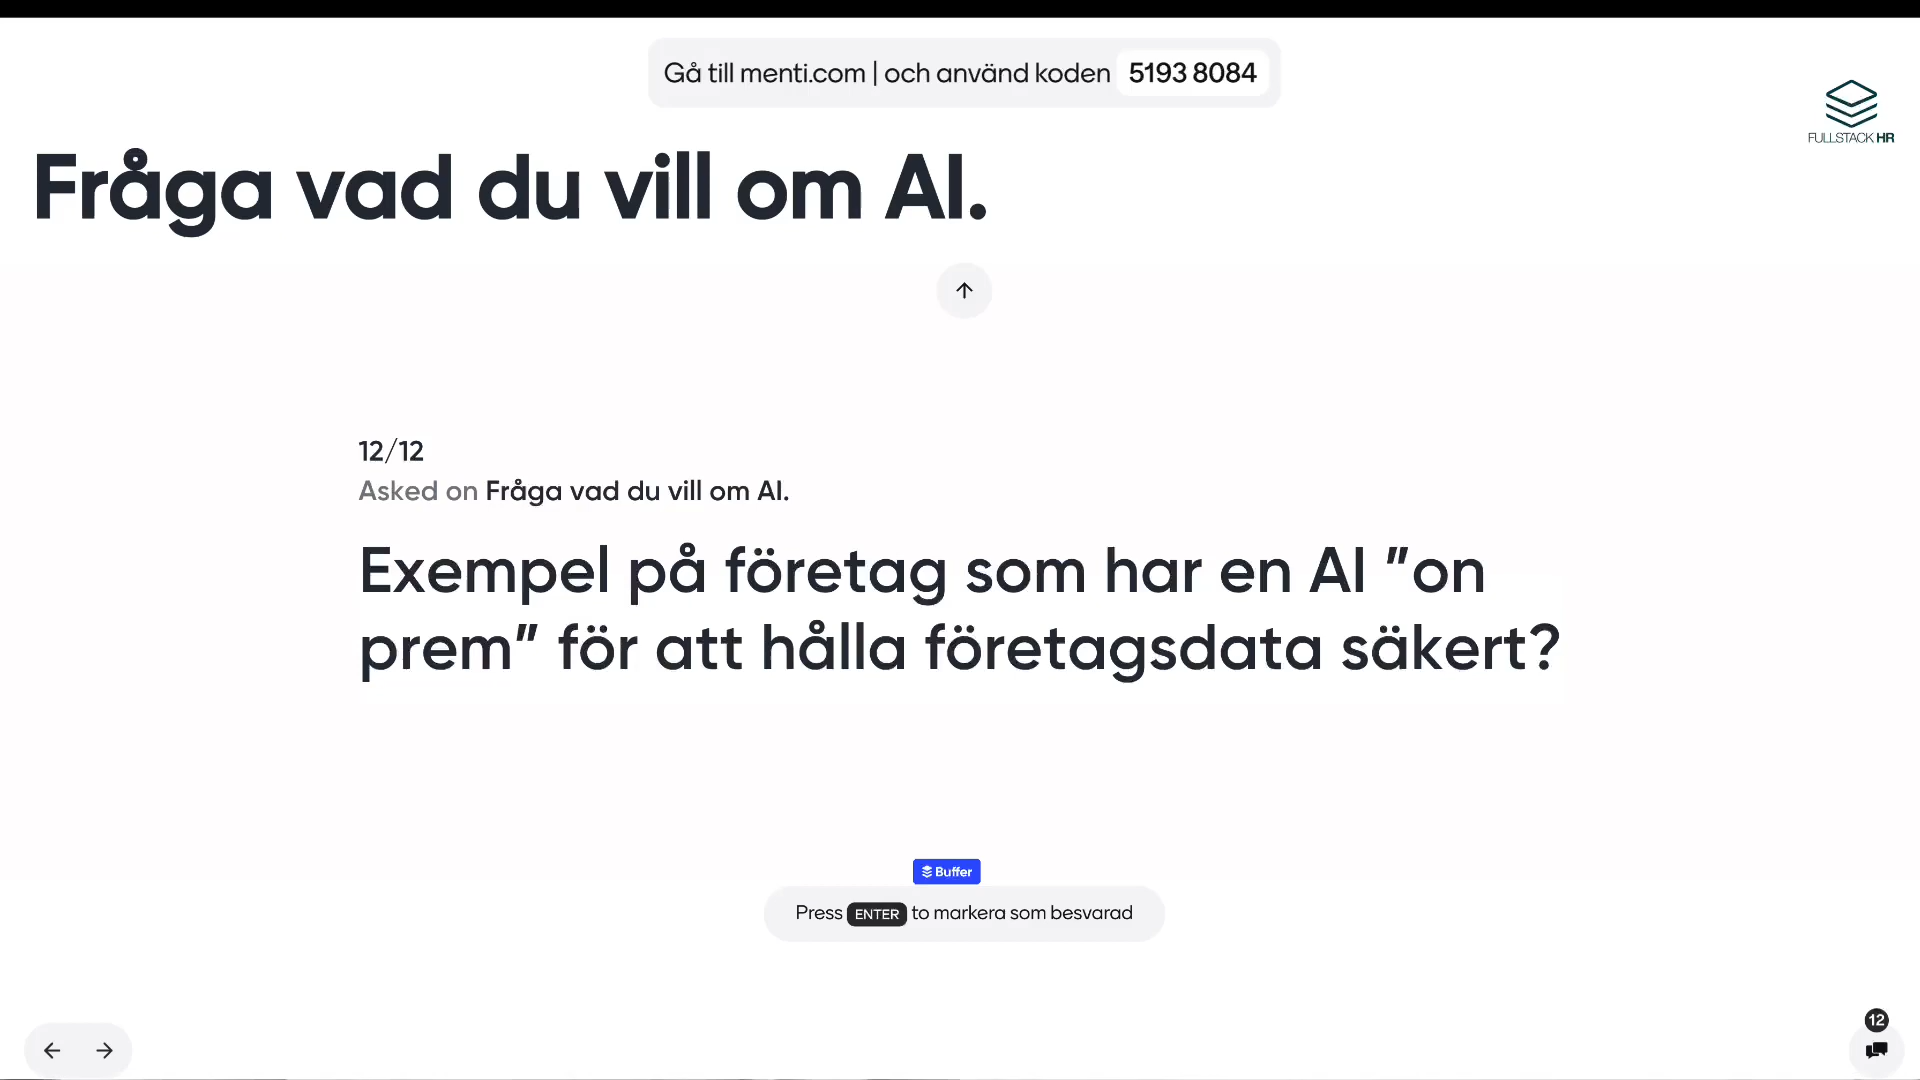 Gå till menti.com | och använd koden 5193 8084
FULLSTACK HR
Fråga vad du vill om AI.
12/12
Asked on Fråga vad du vill om AI.
Exempel på företag som har en AI ”on
prem” för att hålla företagsdata säkert?
Buffer
Press ENTER to markera som besvarad
12